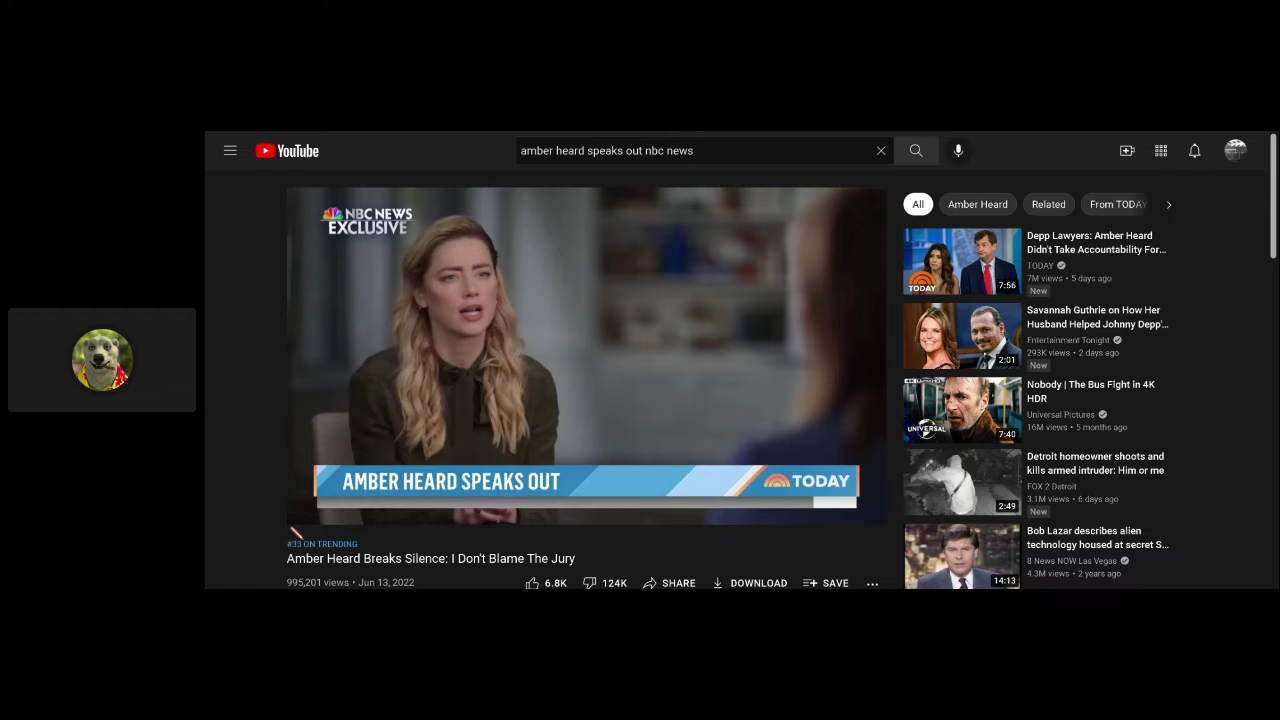 YouTube
amber heard speaks out nbc news
NBC NEWS
EXCLUSIVE
AMBER HEARD SPEAKS OUT
TODAY
#33 ON TRENDING
Amber Heard Breaks Silence: I Don't Blame The Jury
995,201 views • Jun 13, 2022
6.8K
124K
SHARE
DOWNLOAD
SAVE
All
Amber Heard
Related
From TODAY
TODAY
7:56
Depp Lawyers: Amber Heard
Didn't Take Accountability For...
TODAY
7M views • 5 days ago
New
2:01
Savannah Guthrie on How Her
Husband Helped Johnny Depp'...
Entertainment Tonight
293K views • 2 days ago
New
4K ULTRA HD
UNIVERSAL
7:40
Nobody | The Bus Fight in 4K
HDR
Universal Pictures
16M views • 5 months ago
2:49
Detroit homeowner shoots and
kills armed intruder: Him or me
FOX 2 Detroit
3.1M views • 6 days ago
New
14:13
Bob Lazar describes alien
technology housed at secret S...
8 News NOW Las Vegas
4.3M views • 2 years ago